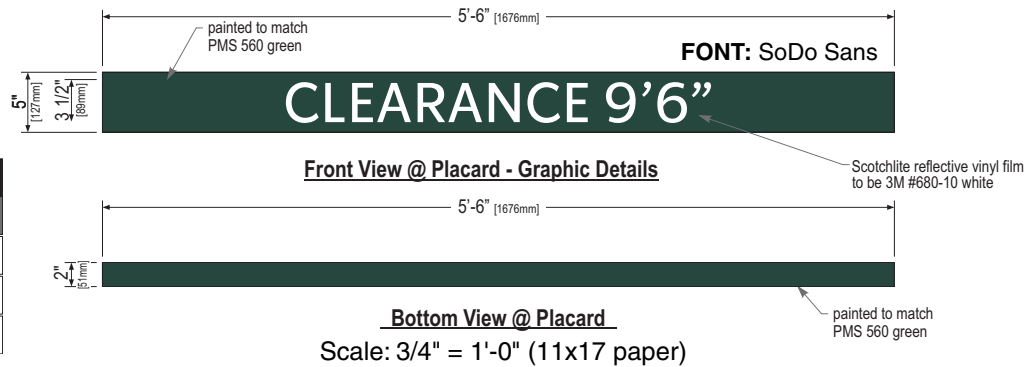 5’-6” [1676mm]
painted to match
PMS 560 green
FONT: SoDo Sans
5"
[127mm]
3 1/2"
[89mm]
CLEARANCE 9’6”
Front View @ Placard - Graphic Details
Scotchlite reflective vinyl film
to be 3M #680-10 white
5’-6” [1676mm]
2"
[51mm]
painted to match
PMS 560 green
Bottom View @ Placard
Scale: 3/4" = 1'-0" (11x17 paper)